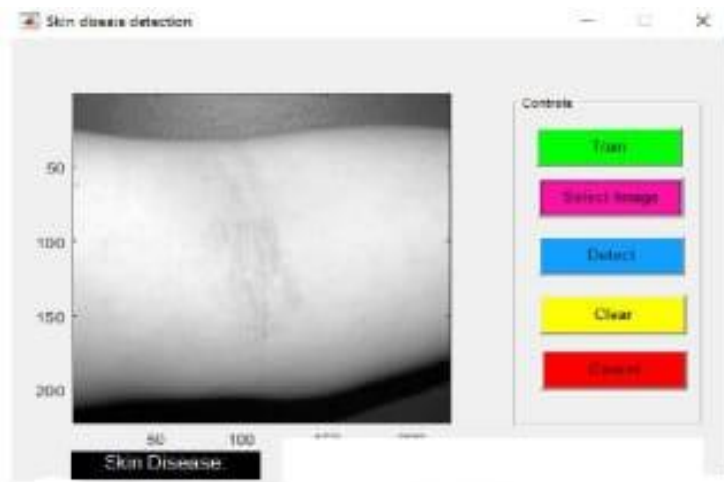 Skin disease detection
Controls
Train
50
Select Image
100
Detect
150
Clear
200
50 100
Skin Disease.